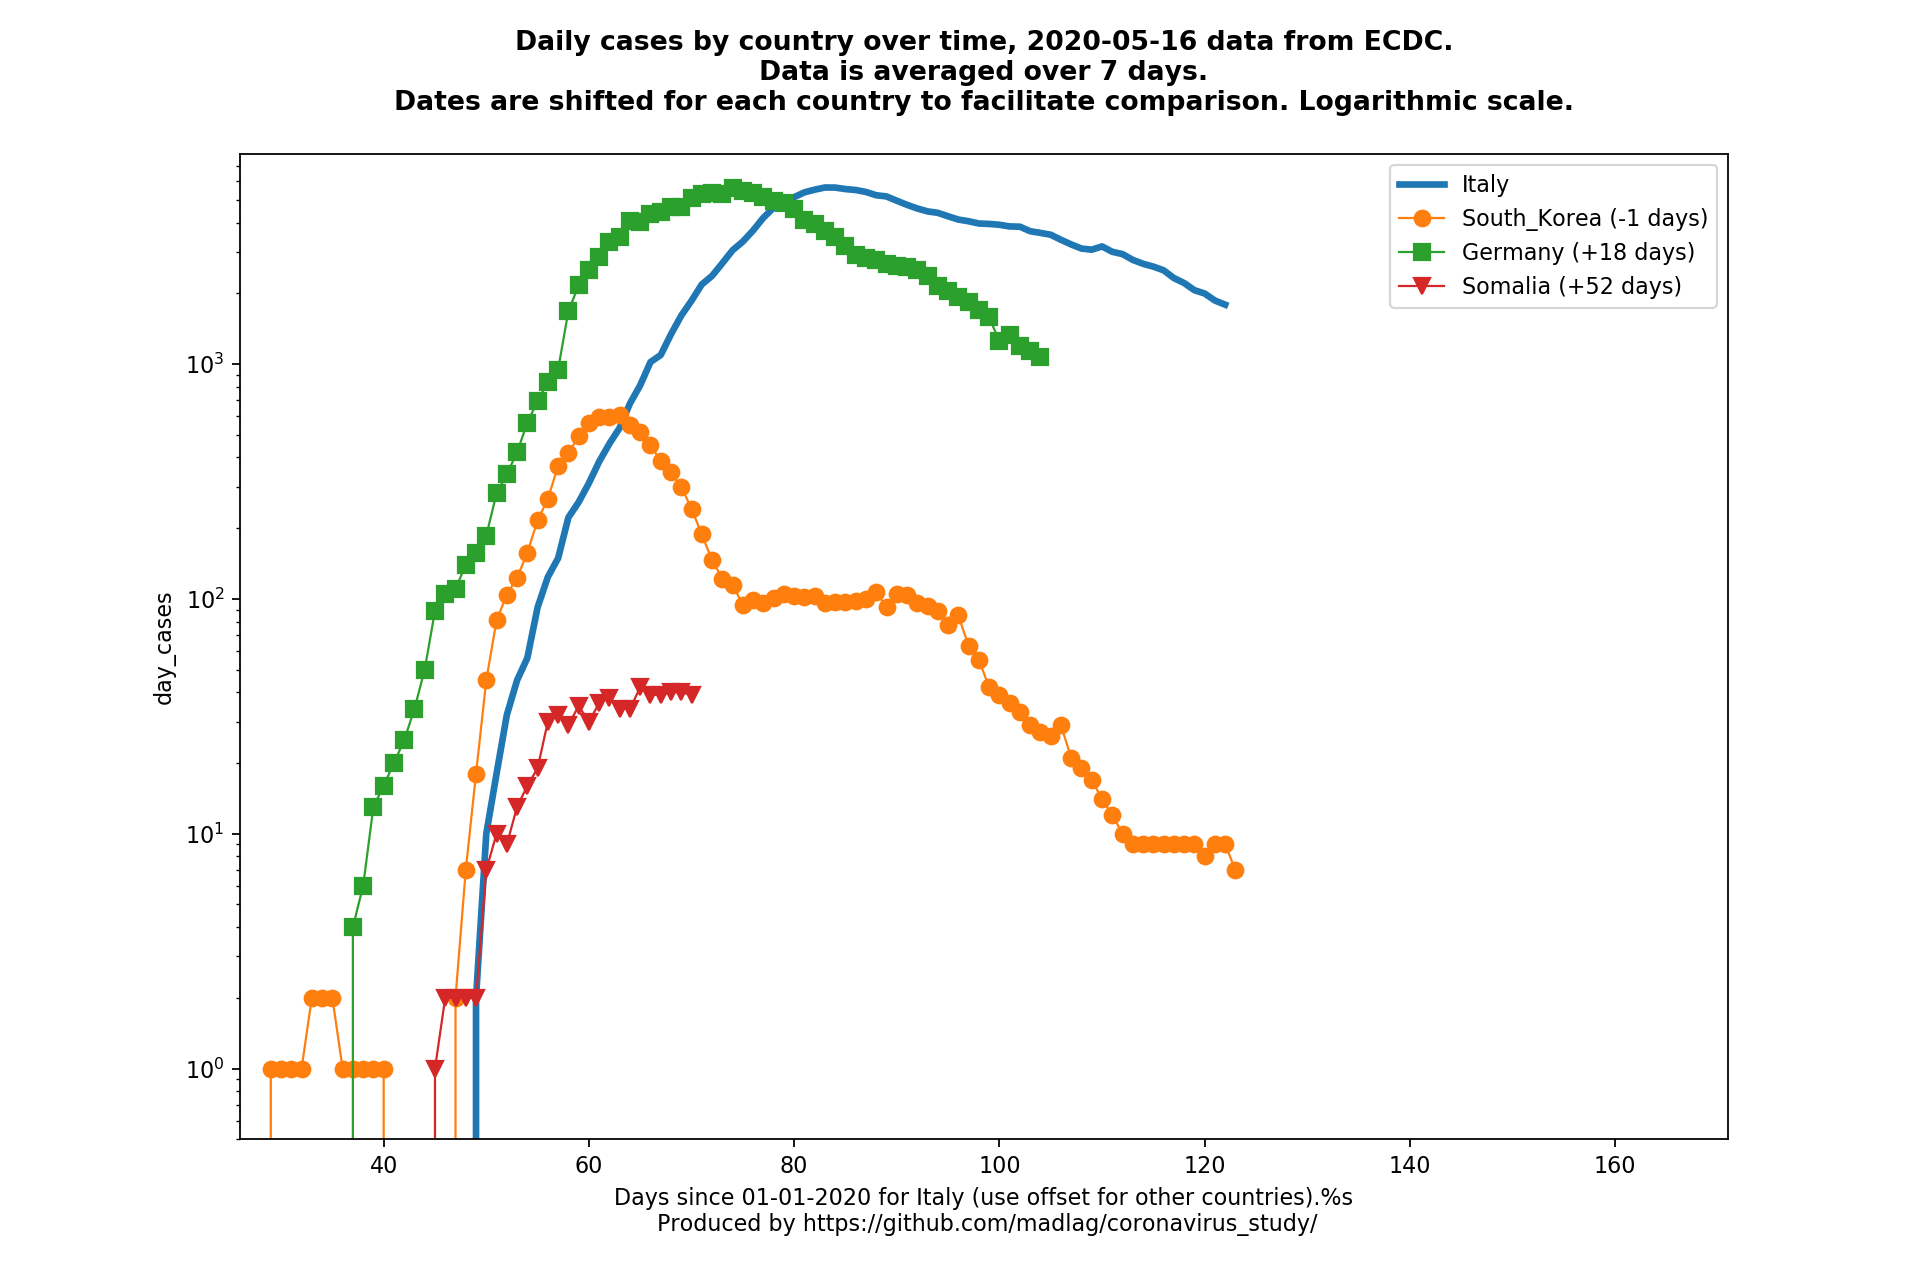 Daily cases by country over time, 2020-05-16 data from ECDC.
Data is averaged over 7 days.
Dates are shifted for each country to facilitate comparison. Logarithmic scale.
Italy
South_Korea (-1 days)
Germany (+18 days)
Somalia (+52 days)
day_cases
10³
10²
10¹
10⁰
40 60 80 100 120 140 160
Days since 01-01-2020 for Italy (use offset for other countries).%s
Produced by https://github.com/madlag/coronavirus_study/